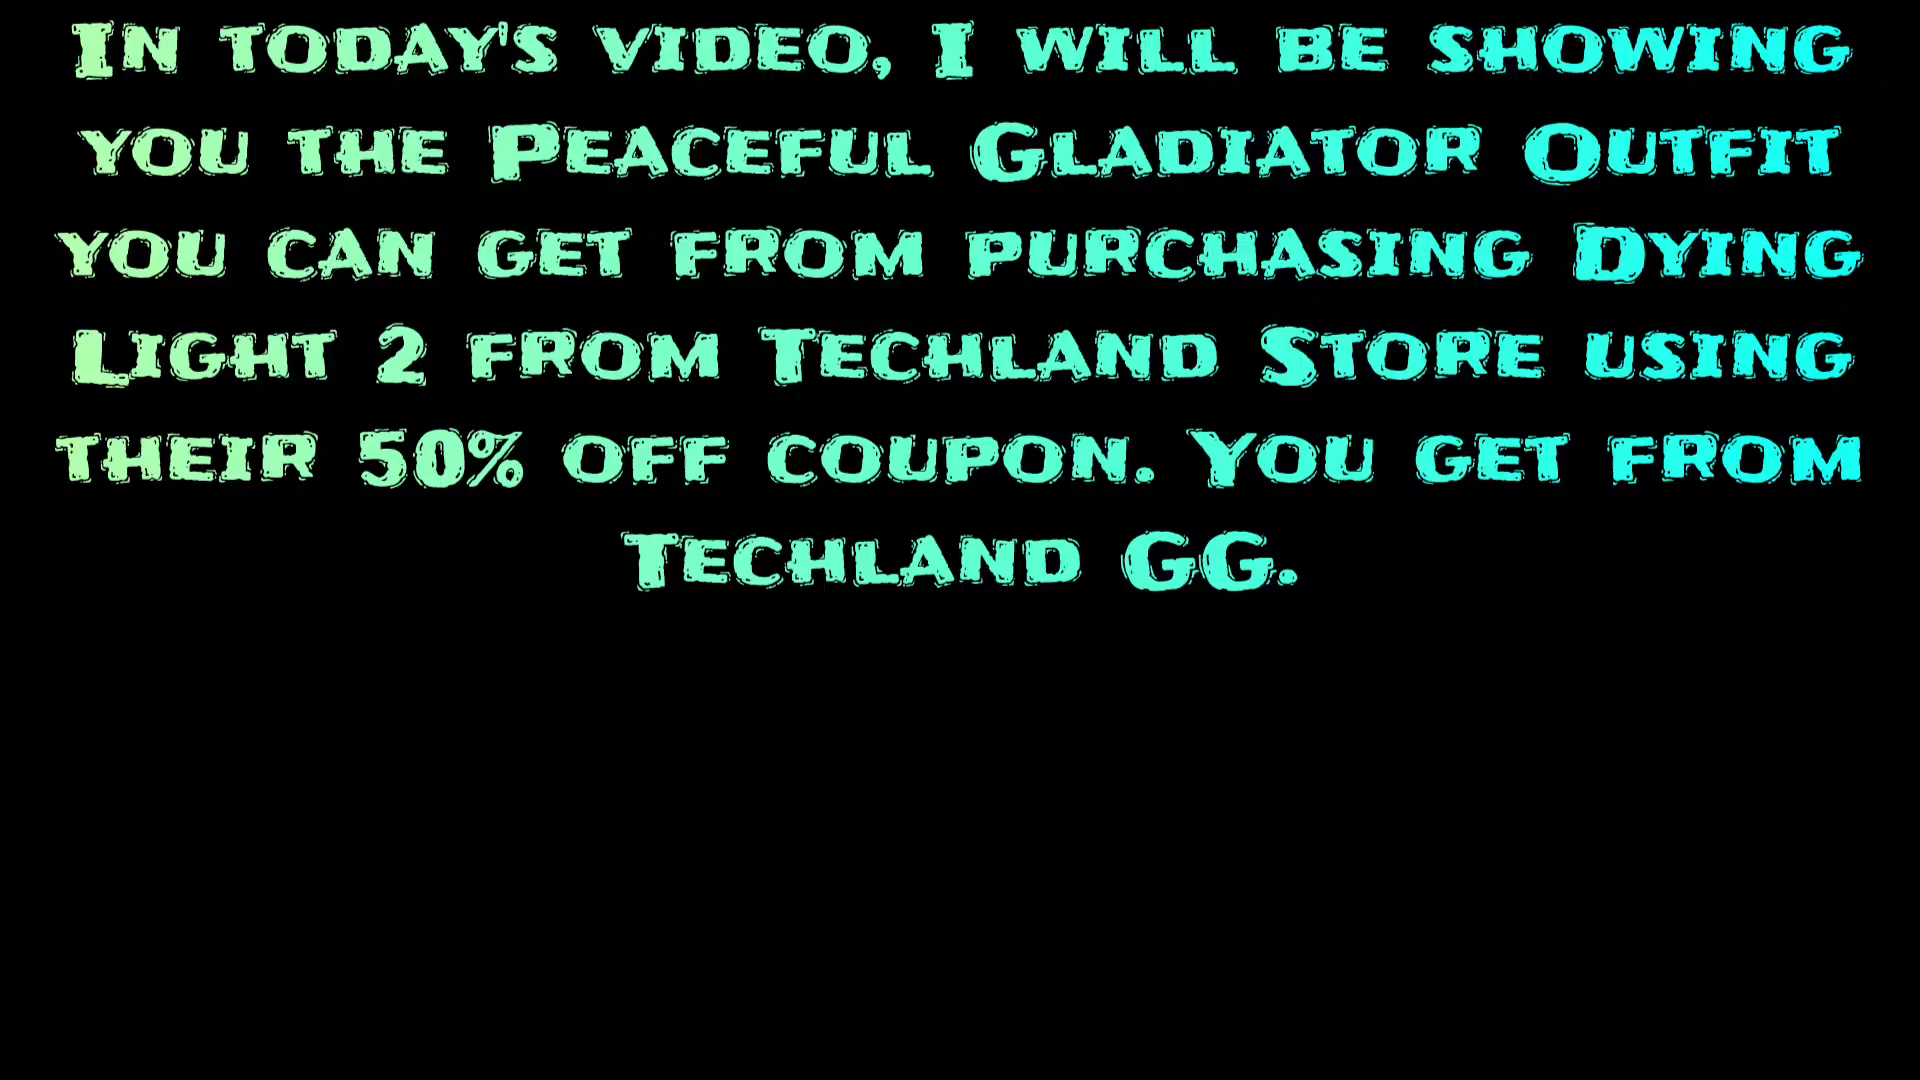 In today's video, I will be showing
you the Peaceful Gladiator Outfit
you can get from purchasing Dying
Light 2 from Techland Store using
their 50% off coupon. You get from
Techland GG.